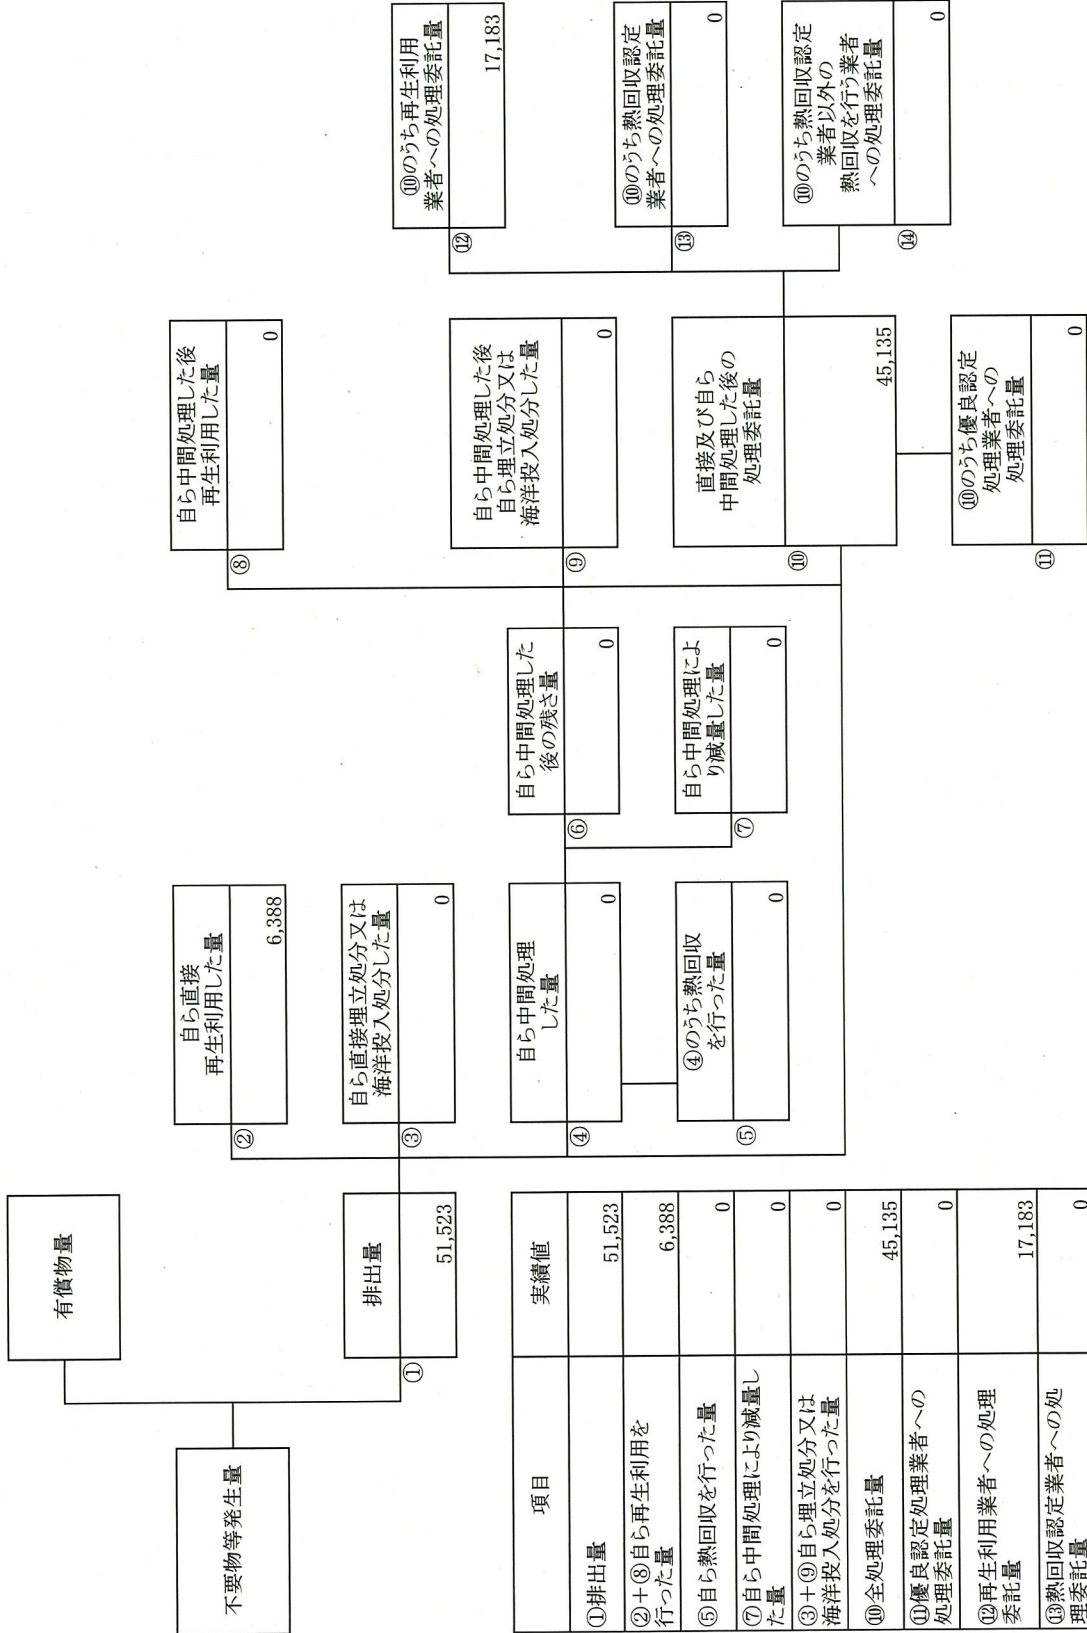 有償物量
不要物等発生量
排出量
①
51,523
自ら直接
再生利用した量
②
6,388
自ら直接埋立処分又は
海洋投入処分した量
③
0
自ら中間処理
した量
④
0
④のうち熱回収
を行った量
⑤
0
自ら中間処理した
後の残さ量
⑥
0
自ら中間処理によ
り減量した量
⑦
0
自ら中間処理した後
再生利用した量
⑧
0
自ら中間処理した後
自ら埋立処分又は
海洋投入処分した量
⑨
0
直接及び自ら
中間処理した後の
処理委託量
⑩
45,135
⑩のうち優良認定
処理業者への
処理委託量
⑪
0
⑩のうち再生利用
業者への処理委託量
⑫
17,183
⑩のうち熱回収認定
業者への処理委託量
⑬
0
⑩のうち熱回収認定
業者以外の
熱回収を行う業者
への処理委託量
⑭
0
項目 実績値
①排出量 51,523
②+⑧自ら再生利用を 6,388
行った量
⑤自ら熱回収を行った量 0
⑦自ら中間処理により減量し 0
た量
③+⑨自ら埋立処分又は 0
海洋投入処分を行った量
⑩全処理委託量 45,135
⑪優良認定処理業者への 0
処理委託量
⑫再生利用業者への処理 17,183
委託量
⑬熱回収認定業者への処 0
理委託量